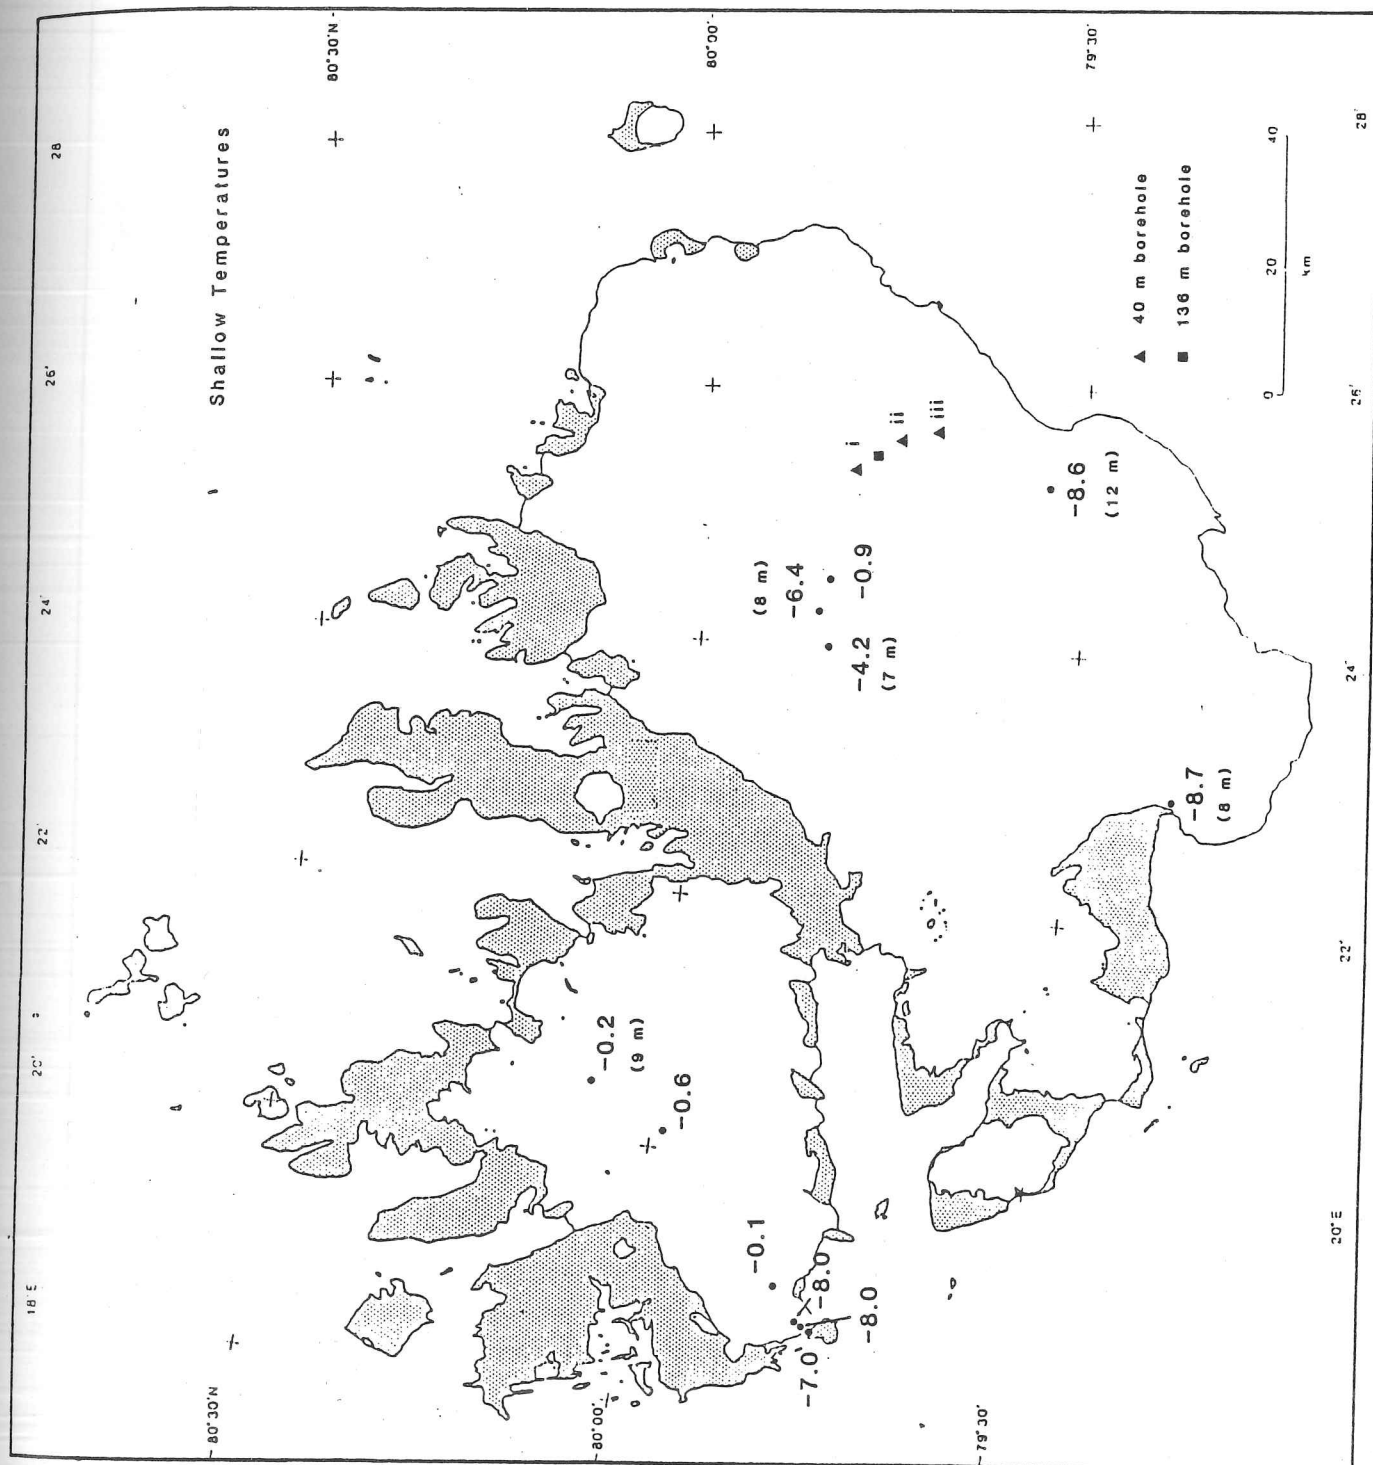 Shallow Temperatures
18°E
20°
22°
24°
26°
28
80°30'N
80°00'
79°30'
80°30'N
80°00'
79°30'
20°E
22°
24°
26°
28°
-0.2
(9 m)
-0.6
-0.1
-8.0
-8.0
-7.0
(8 m)
-6.4
-0.9
-4.2
(7 m)
-8.6
(12 m)
-8.7
(8 m)
i
ii
iii
▲ 40 m borehole
■ 136 m borehole
0 20 40
km